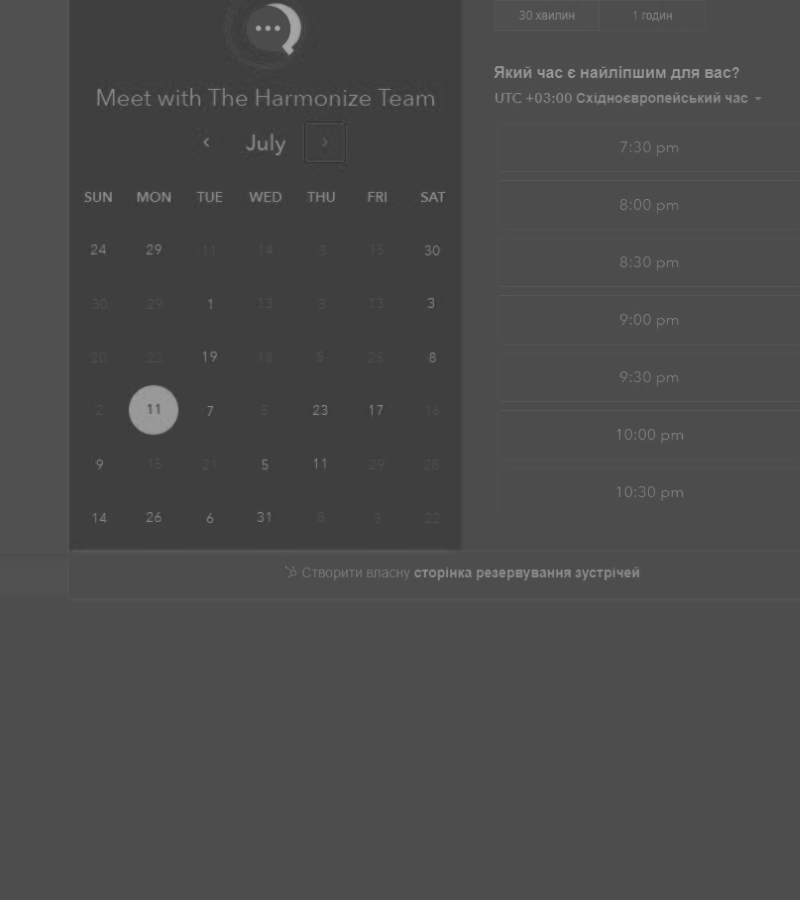 30 хвилин 1 годин
Meet with The Harmonize Team
July
SUN MON TUE WED THU FRI SAT
24 29 11 14 3 15 30
30 29 1 13 3 13 3
20 22 19 18 5 28 8
2 11 7 5 23 17 16
9 15 21 5 11 29 28
14 26 6 31 8 3 22
Який час є найліпшим для вас?
UTC +03:00 Східноєвропейський час
7:30 pm
8:00 pm
8:30 pm
9:00 pm
9:30 pm
10:00 pm
10:30 pm
Створити власну сторінка резервування зустрічей